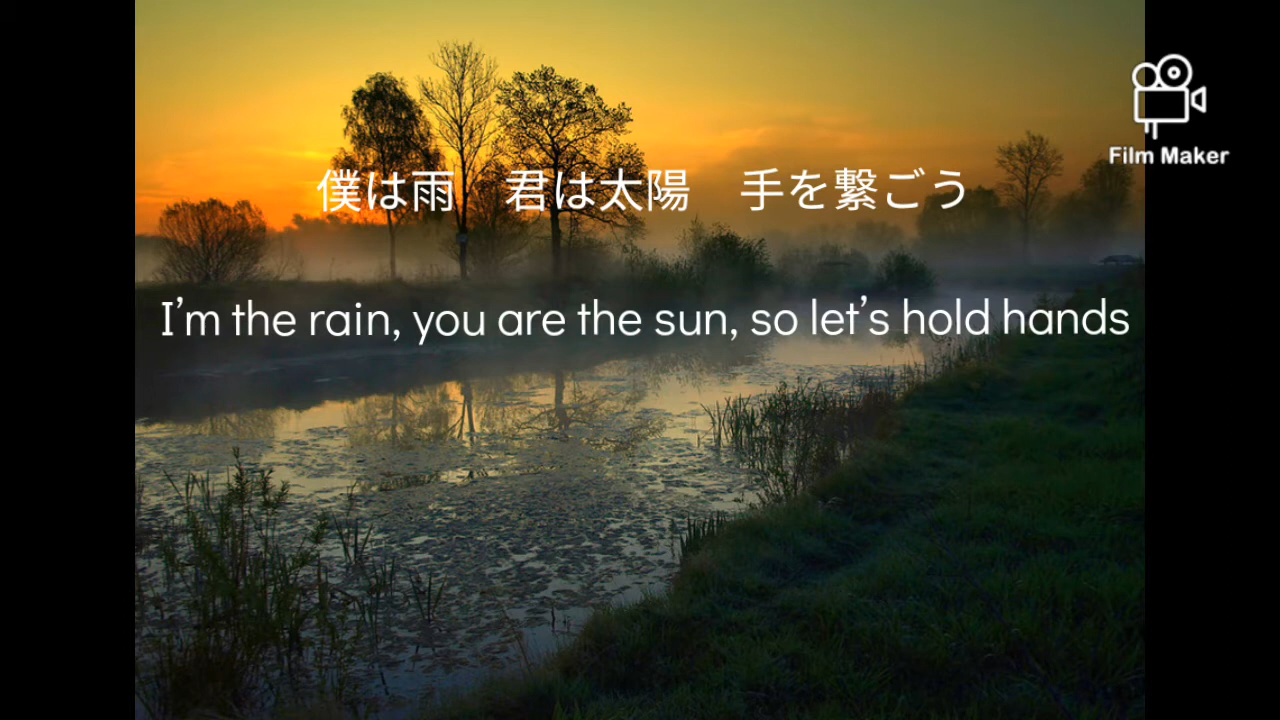 Film Maker
僕は雨　君は太陽　手を繋ごう
I'm the rain, you are the sun, so let's hold hands